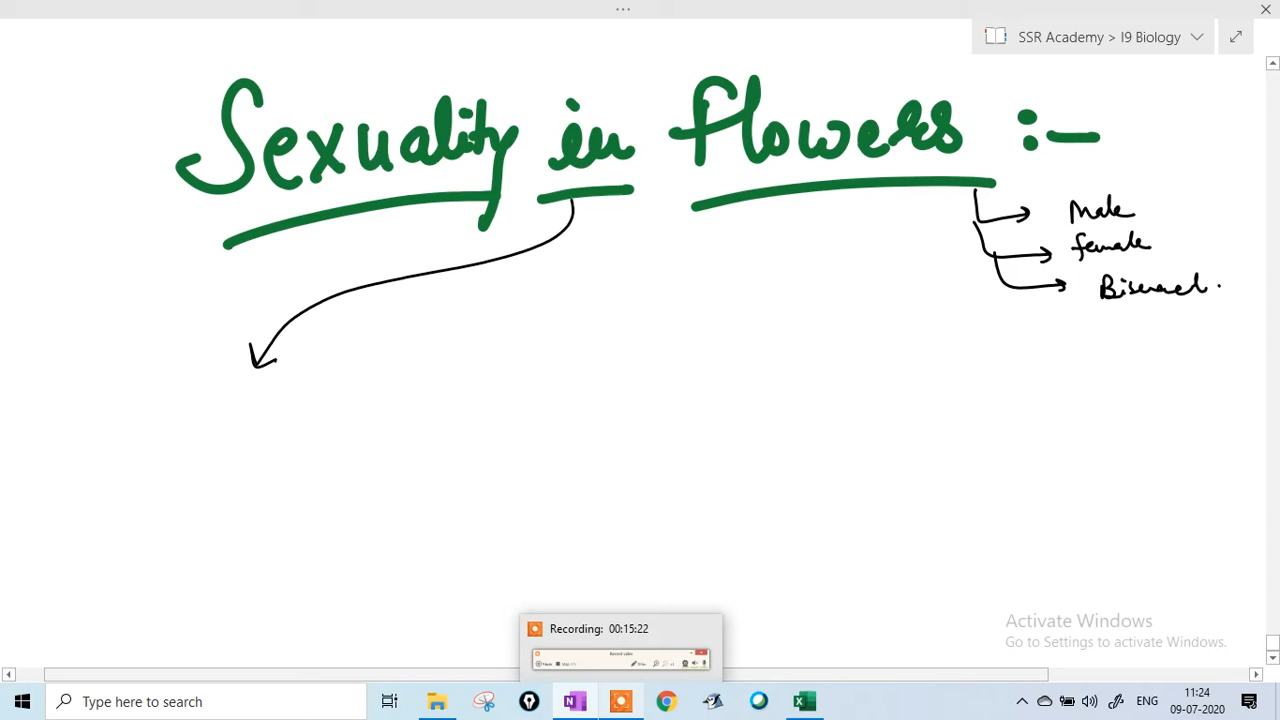 SSR Academy > I9 Biology
Sexuality in flowers :-
Male
female
Bisexual.
Recording: 00:15:22
Activate Windows
Go to Settings to activate Windows.
Type here to search
ENG
11:24
09-07-2020